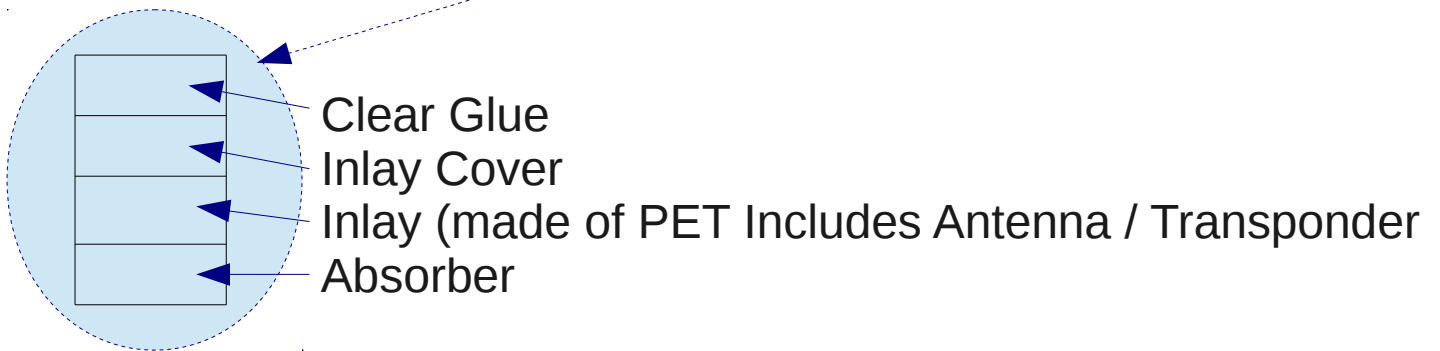 Clear Glue
Inlay Cover
Inlay (made of PET Includes Antenna / Transponder
Absorber